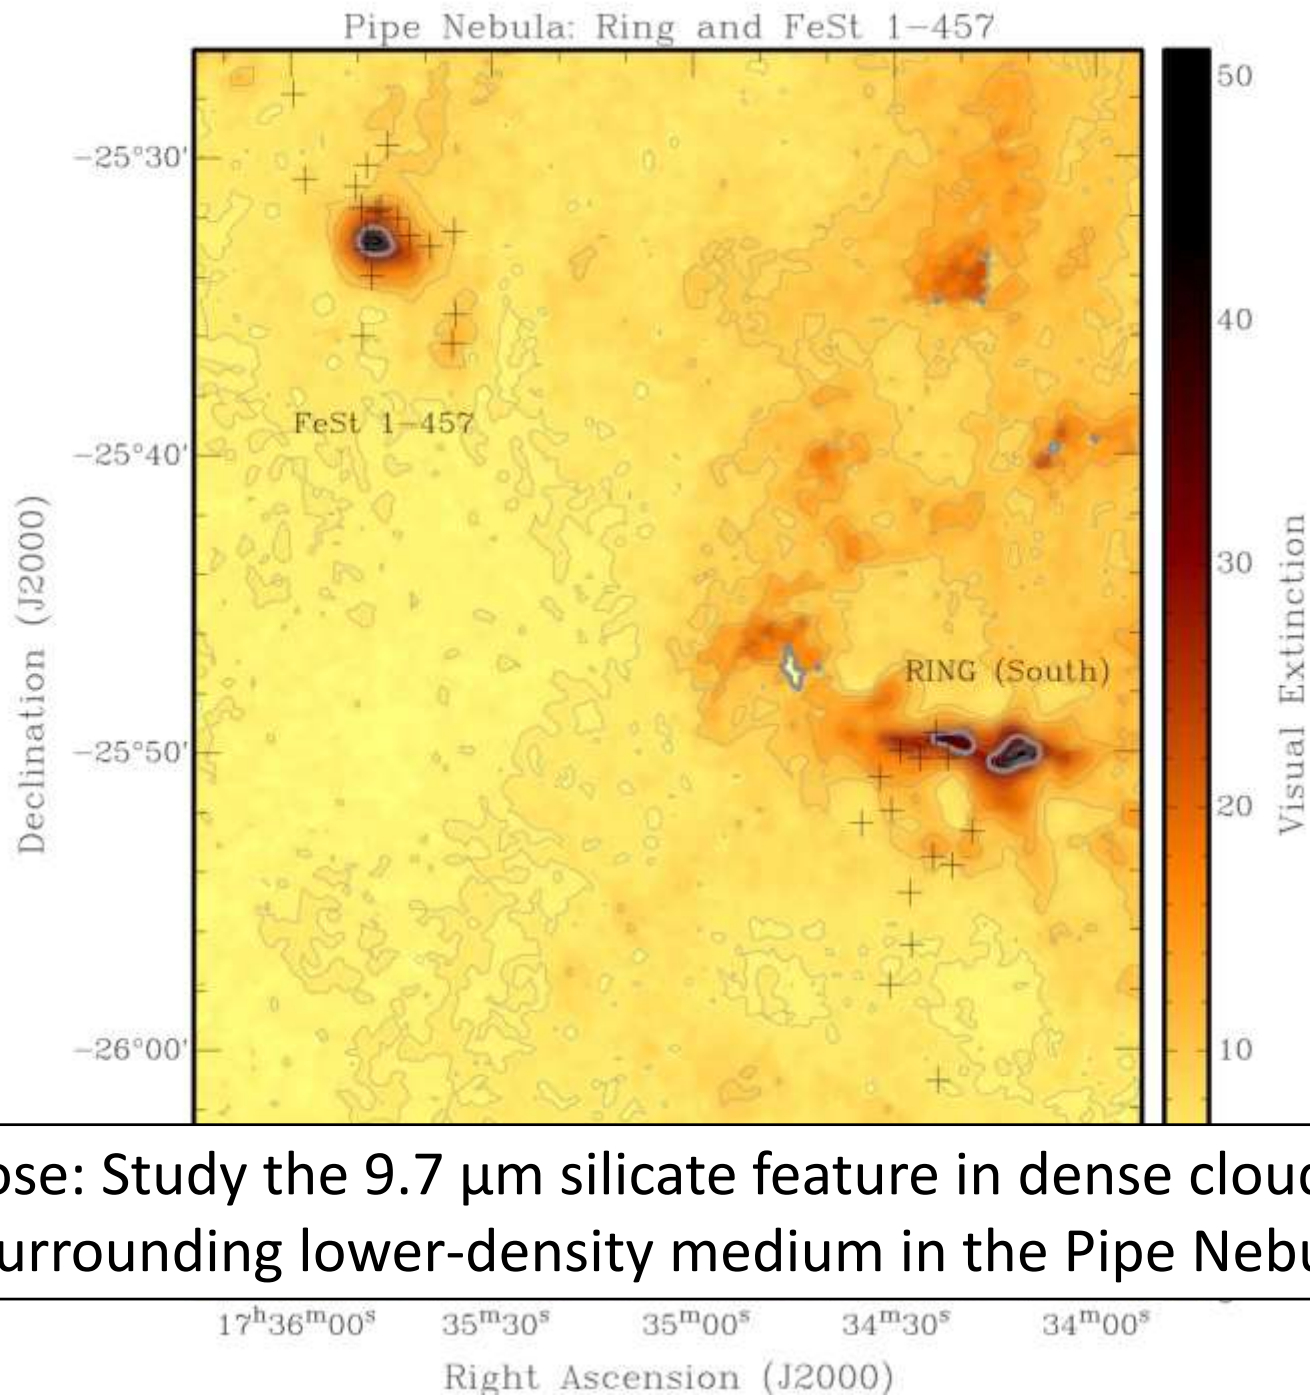 Pipe Nebula: Ring and FeSt 1−457
50
−25°30'
40
FeSt 1−457
−25°40'
30
Declination (J2000)
Visual Extinction
RING (South)
−25°50'
20
−26°00'
10
ose: Study the 9.7 µm silicate feature in dense cloud
urrounding lower-density medium in the Pipe Nebu
17ʰ36ᵐ00ˢ 35ᵐ30ˢ 35ᵐ00ˢ 34ᵐ30ˢ 34ᵐ00ˢ
Right Ascension (J2000)